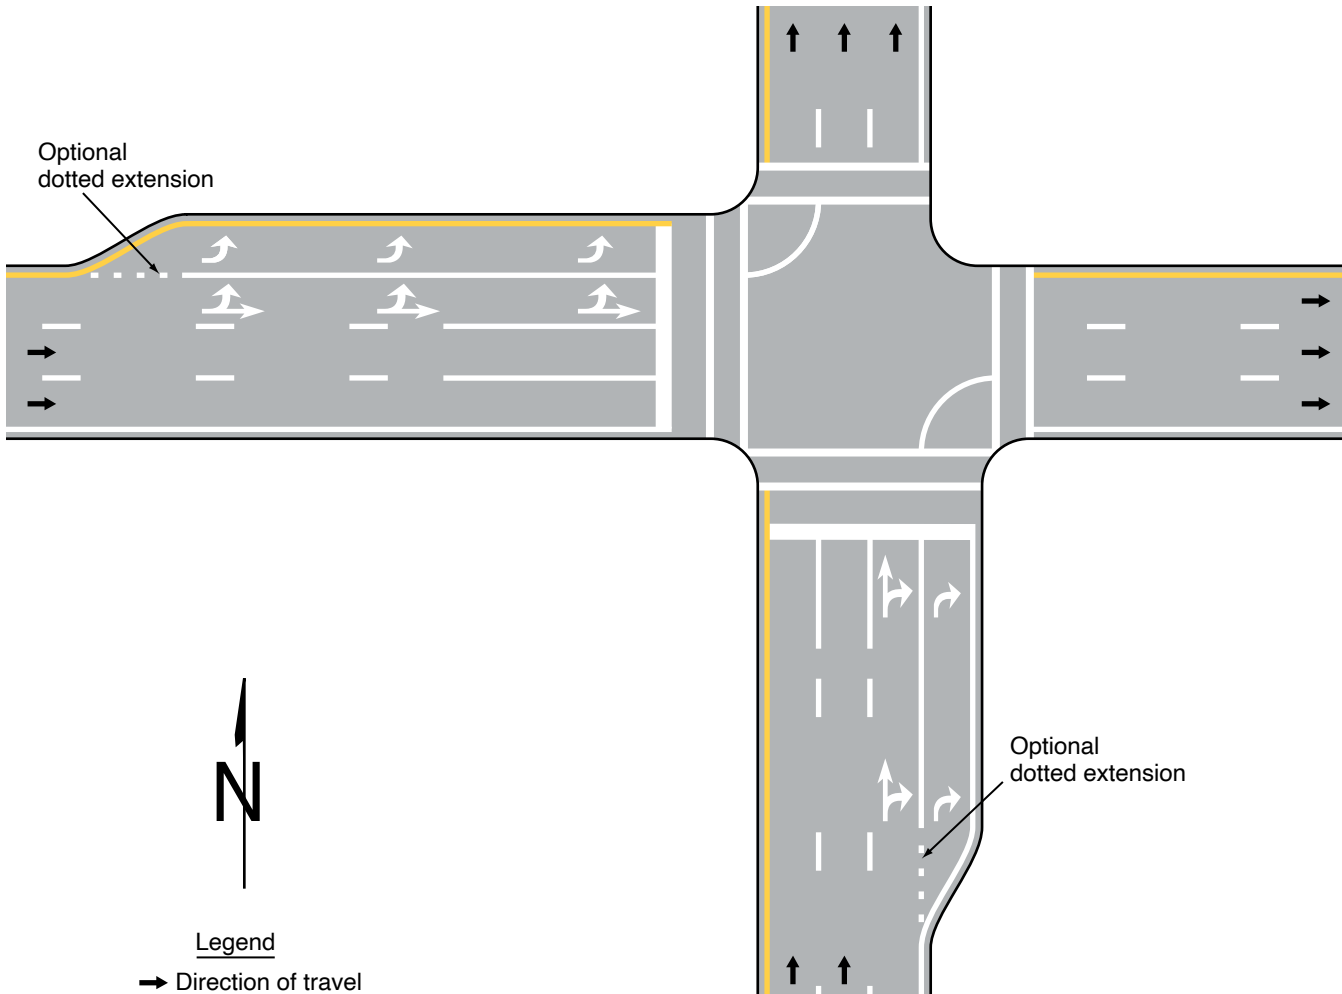 Optional
dotted extension
N
Optional
dotted extension
Legend
Direction of travel